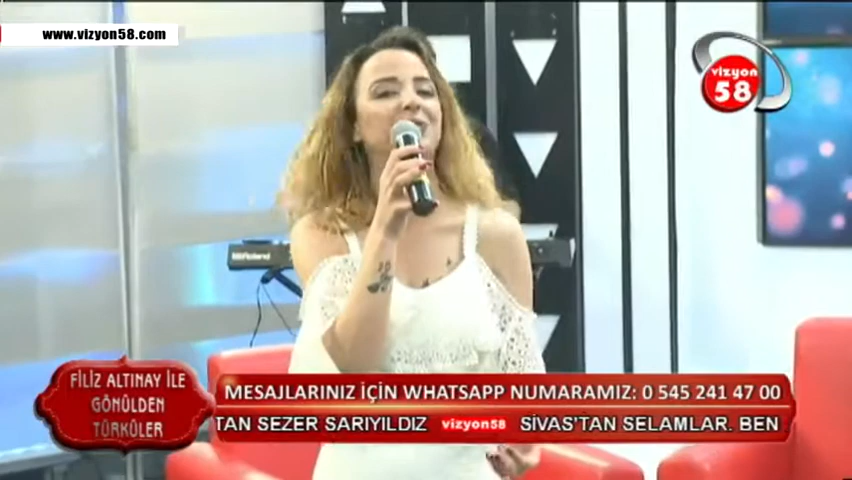 www.vizyon58.com
vizyon
58
Roland
FİLİZ ALTINAY İLE
GÖNÜLDEN
TÜRKÜLER
MESAJLARINIZ İÇİN WHATSAPP NUMARAMIZ: 0 545 241 47 00
TAN SEZER SARIYILDIZ vizyon58 SİVAS'TAN SELAMLAR. BEN